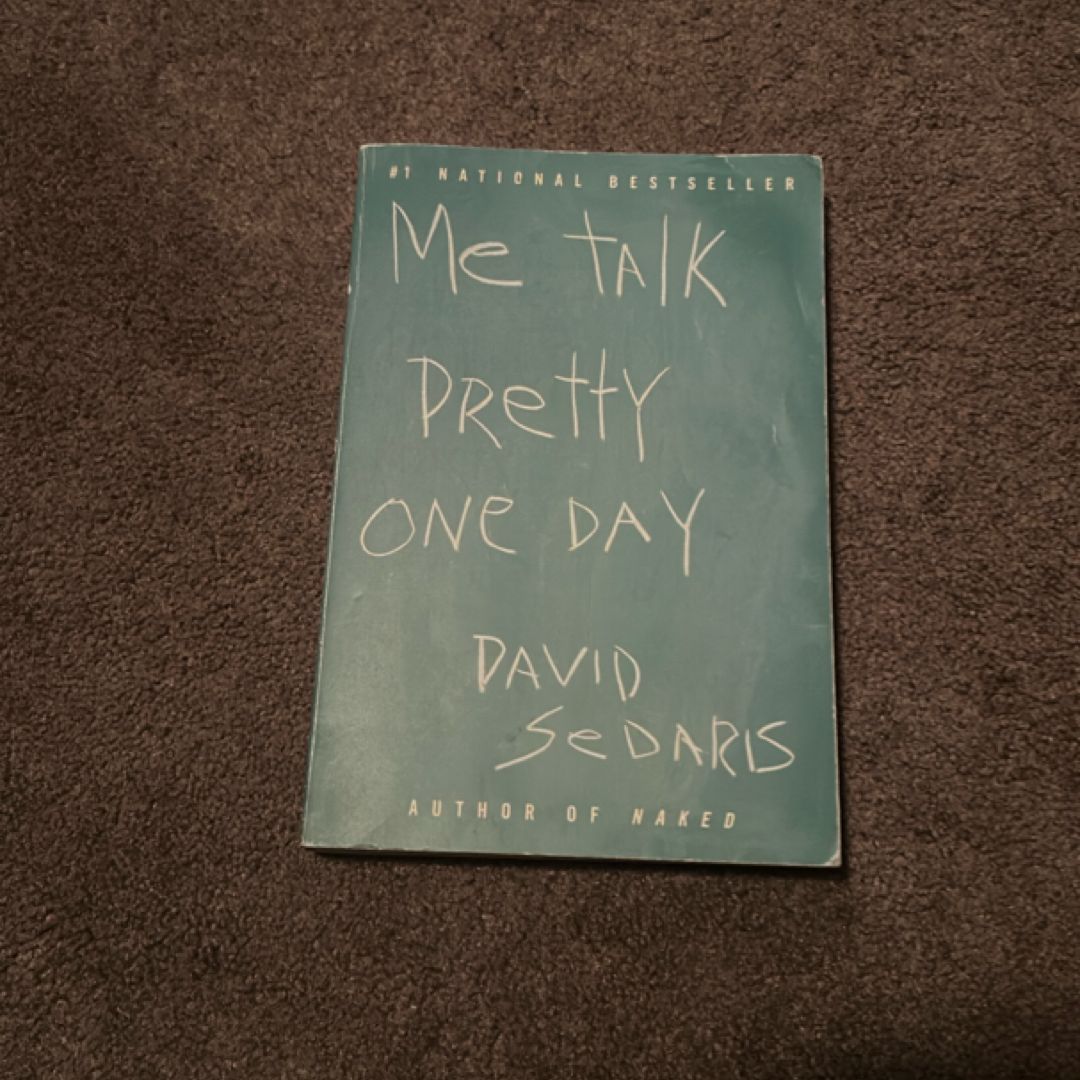 #1 NATIONAL BESTSELLER
Me TAlK
PRetty
ONe DAY
DAVID
SeDARIS
AUTHOR OF NAKED